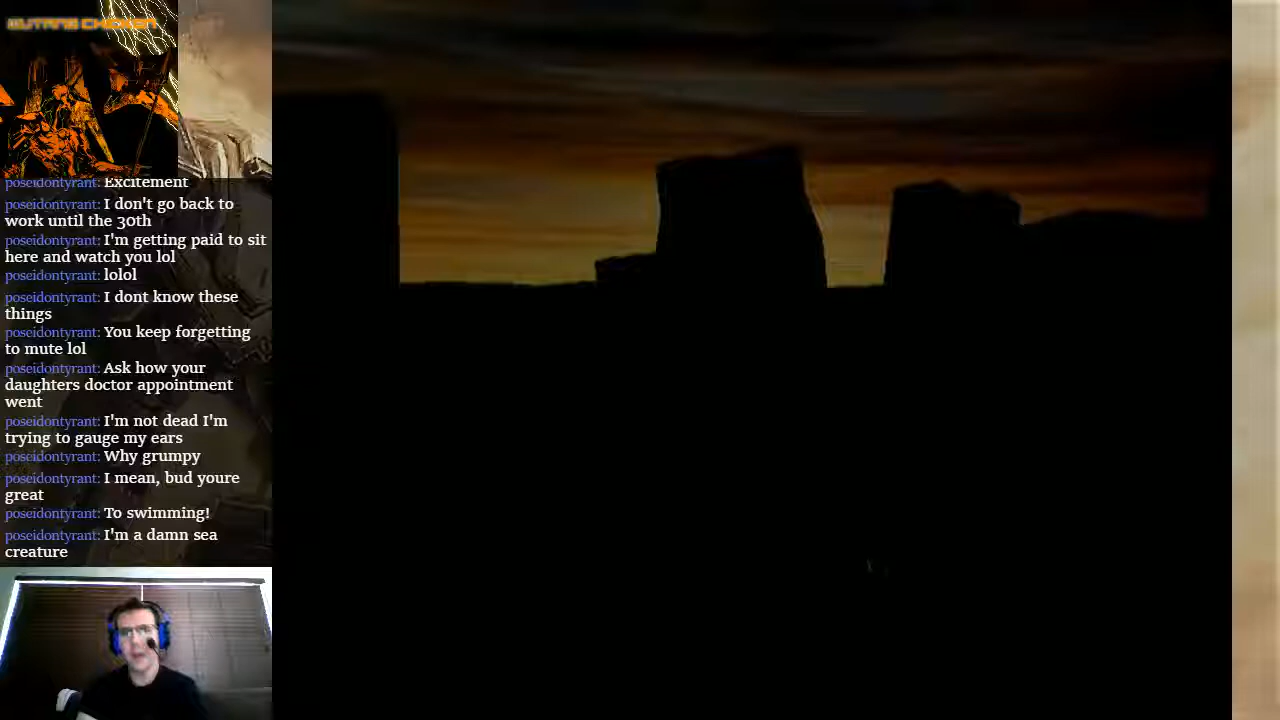 WUTANG CHICKEN
poseidontyrant: Excitement
poseidontyrant: I don't go back to
work until the 30th
poseidontyrant: I'm getting paid to sit
here and watch you lol
poseidontyrant: lolol
poseidontyrant: I dont know these
things
poseidontyrant: You keep forgetting
to mute lol
poseidontyrant: Ask how your
daughters doctor appointment
went
poseidontyrant: I'm not dead I'm
trying to gauge my ears
poseidontyrant: Why grumpy
poseidontyrant: I mean, bud youre
great
poseidontyrant: To swimming!
poseidontyrant: I'm a damn sea
creature